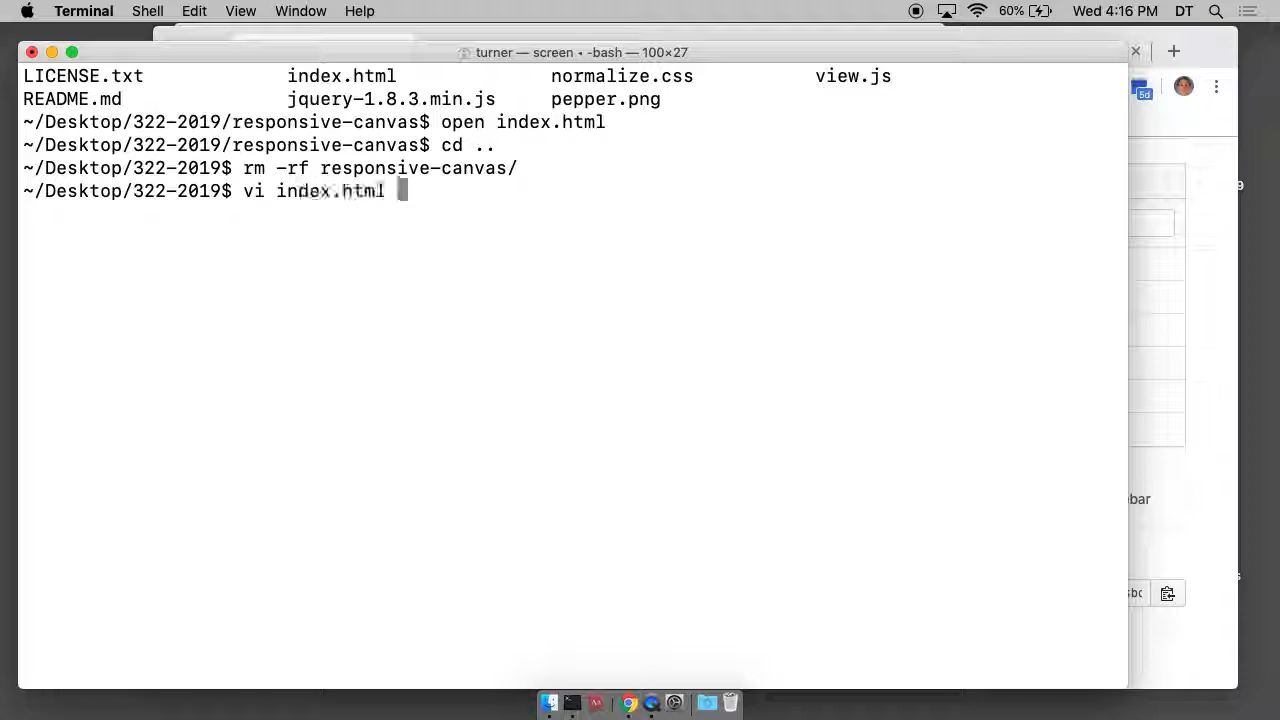 Terminal Shell Edit View Window Help 60% Wed 4:16 PM DT
turner — screen ◂ -bash — 100×27
LICENSE.txt index.html normalize.css view.js
README.md jquery-1.8.3.min.js pepper.png
~/Desktop/322-2019/responsive-canvas$ open index.html
~/Desktop/322-2019/responsive-canvas$ cd ..
~/Desktop/322-2019$ rm -rf responsive-canvas/
~/Desktop/322-2019$ vi index.html
5d
9
ebar